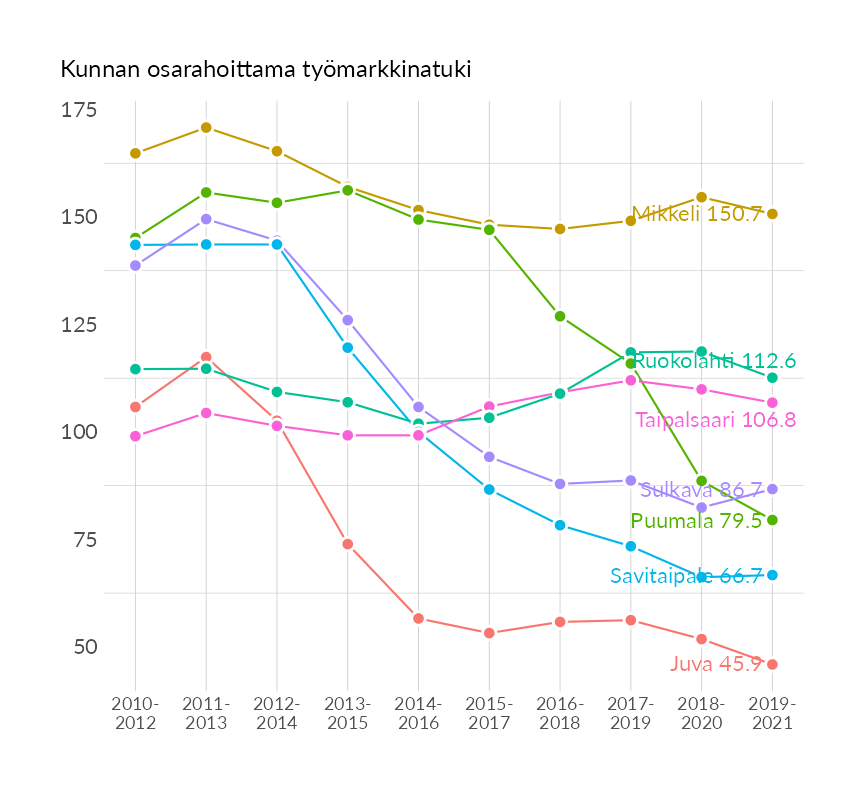 Kunnan osarahoittama työmarkkinatuki
175
150
125
100
75
50
Mikkeli 150.7
Ruokolahti 112.6
Taipalsaari 106.8
Sulkava 86.7
Puumala 79.5
Savitaipale 66.7
Juva 45.9
2010- 2011- 2012- 2013- 2014- 2015- 2016- 2017- 2018- 2019-
2012 2013 2014 2015 2016 2017 2018 2019 2020 2021